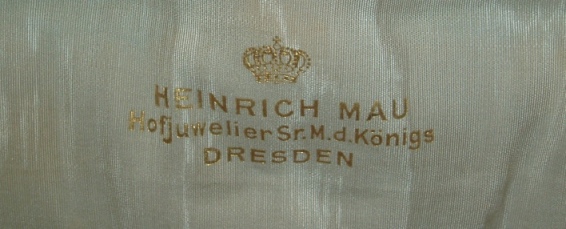 HEINRICH MAU
Hofjuwelier Sr.M.d.Königs
DRESDEN